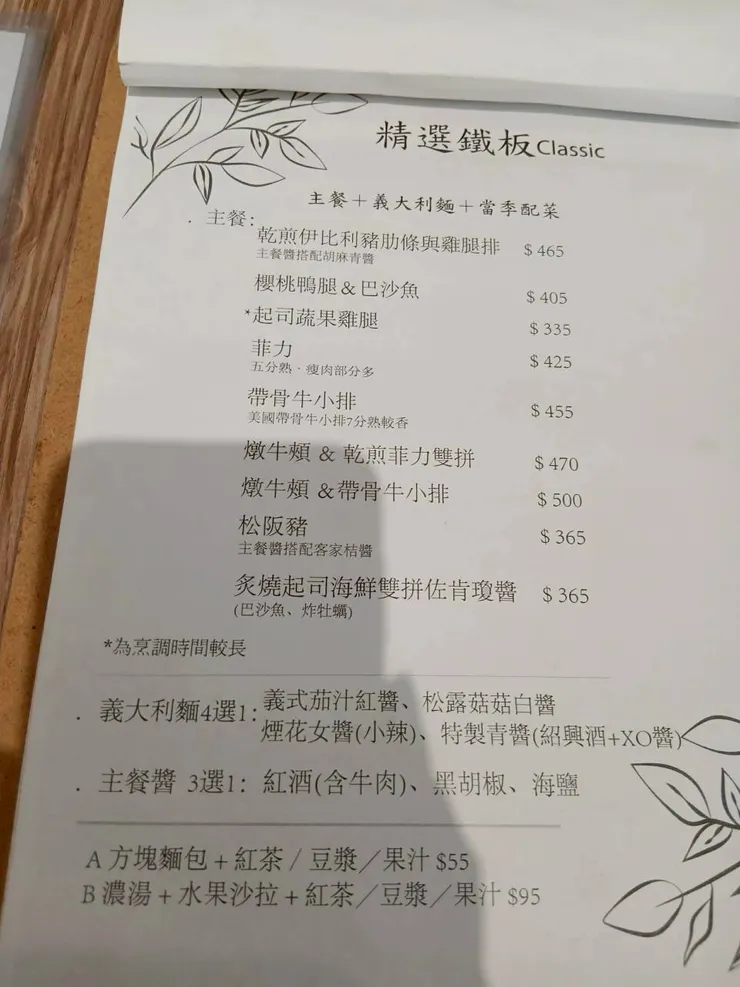 精選鐵板Classic
主餐＋義大利麵＋當季配菜
. 主餐:
乾煎伊比利豬肋條與雞腿排 $ 465
主餐醬搭配胡麻青醬
櫻桃鴨腿＆巴沙魚 $ 405
*起司蔬果雞腿 $ 335
菲力 $ 425
五分熟．瘦肉部分多
帶骨牛小排 $ 455
美國帶骨牛小排7分熟較香
燉牛頰 & 乾煎菲力雙拼 $ 470
燉牛頰 &帶骨牛小排 $ 500
松阪豬 $ 365
主餐醬搭配客家桔醬
炙燒起司海鮮雙拼佐肯瓊醬 $ 365
(巴沙魚、炸牡蠣)
*為烹調時間較長
. 義大利麵4選1: 義式茄汁紅醬、松露菇菇白醬
煙花女醬(小辣)、特製青醬(紹興酒+XO醬)
. 主餐醬 3選1: 紅酒(含牛肉)、黑胡椒、海鹽
A 方塊麵包 + 紅茶 / 豆漿／果汁 $55
B 濃湯 + 水果沙拉 + 紅茶／豆漿／果汁 $95